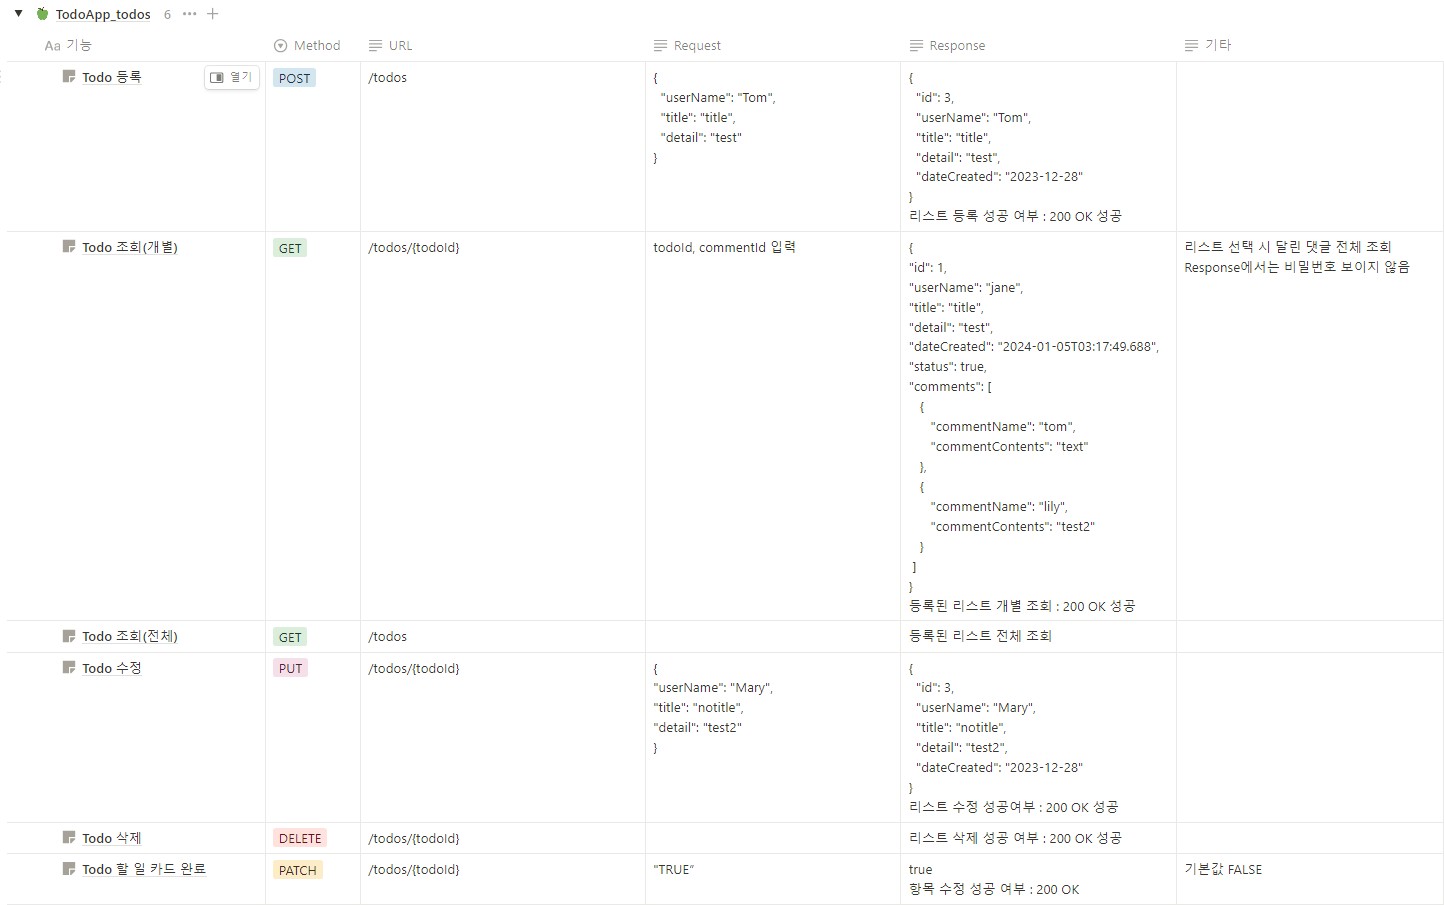 TodoApp_todos 6
Aa 기능 Method URL Request Response 기타
Todo 등록 열기 POST /todos
{
"userName": "Tom",
"title": "title",
"detail": "test"
}
{
"id": 3,
"userName": "Tom",
"title": "title",
"detail": "test",
"dateCreated": "2023-12-28"
}
리스트 등록 성공 여부 : 200 OK 성공
Todo 조회(개별) GET /todos/{todoId} todoId, commentId 입력
{
"id": 1,
"userName": "jane",
"title": "title",
"detail": "test",
"dateCreated": "2024-01-05T03:17:49.688",
"status": true,
"comments": [
{
"commentName": "tom",
"commentContents": "text"
},
{
"commentName": "lily",
"commentContents": "test2"
}
]
}
등록된 리스트 개별 조회 : 200 OK 성공
리스트 선택 시 달린 댓글 전체 조회
Response에서는 비밀번호 보이지 않음
Todo 조회(전체) GET /todos 등록된 리스트 전체 조회
Todo 수정 PUT /todos/{todoId}
{
"userName": "Mary",
"title": "notitle",
"detail": "test2"
}
{
"id": 3,
"userName": "Mary",
"title": "notitle",
"detail": "test2",
"dateCreated": "2023-12-28"
}
리스트 수정 성공여부 : 200 OK 성공
Todo 삭제 DELETE /todos/{todoId} 리스트 삭제 성공 여부 : 200 OK 성공
Todo 할 일 카드 완료 PATCH /todos/{todoId} "TRUE”
true
항목 수정 성공 여부 : 200 OK
기본값 FALSE